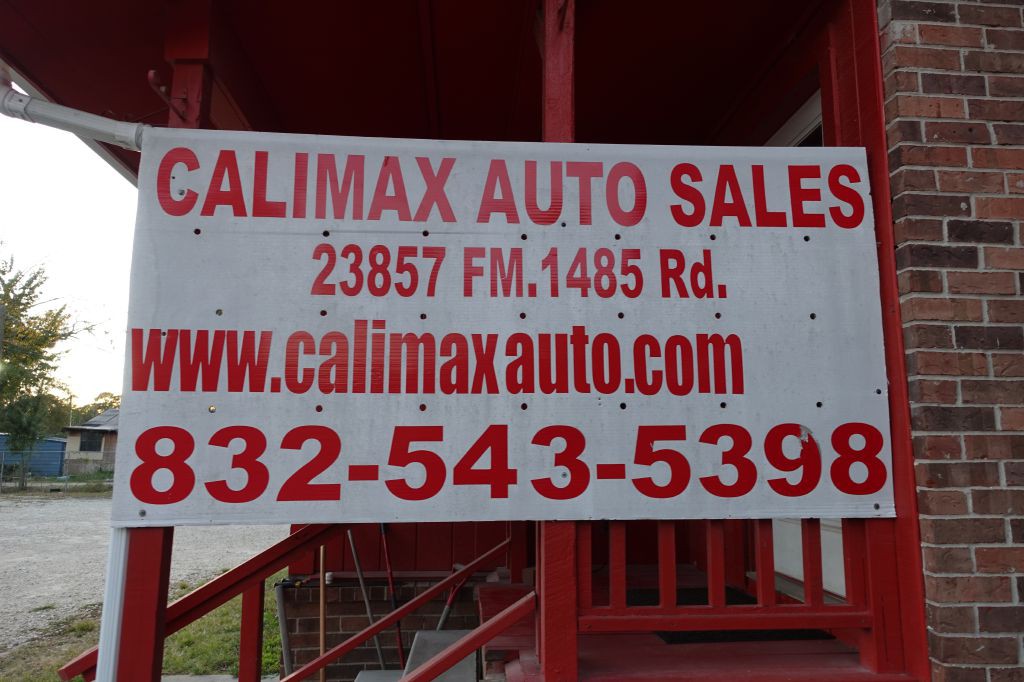 CALIMAX AUTO SALES
23857 FM.1485 Rd.
www.calimaxauto.com
832-543-5398